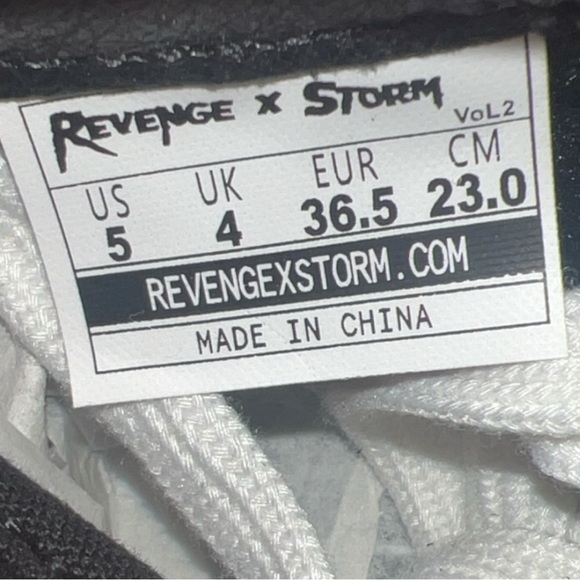 REVENGE X STORM
VOL2
US UK EUR CM
5 4 36.5 23.0
REVENGEXSTORM.COM
MADE IN CHINA